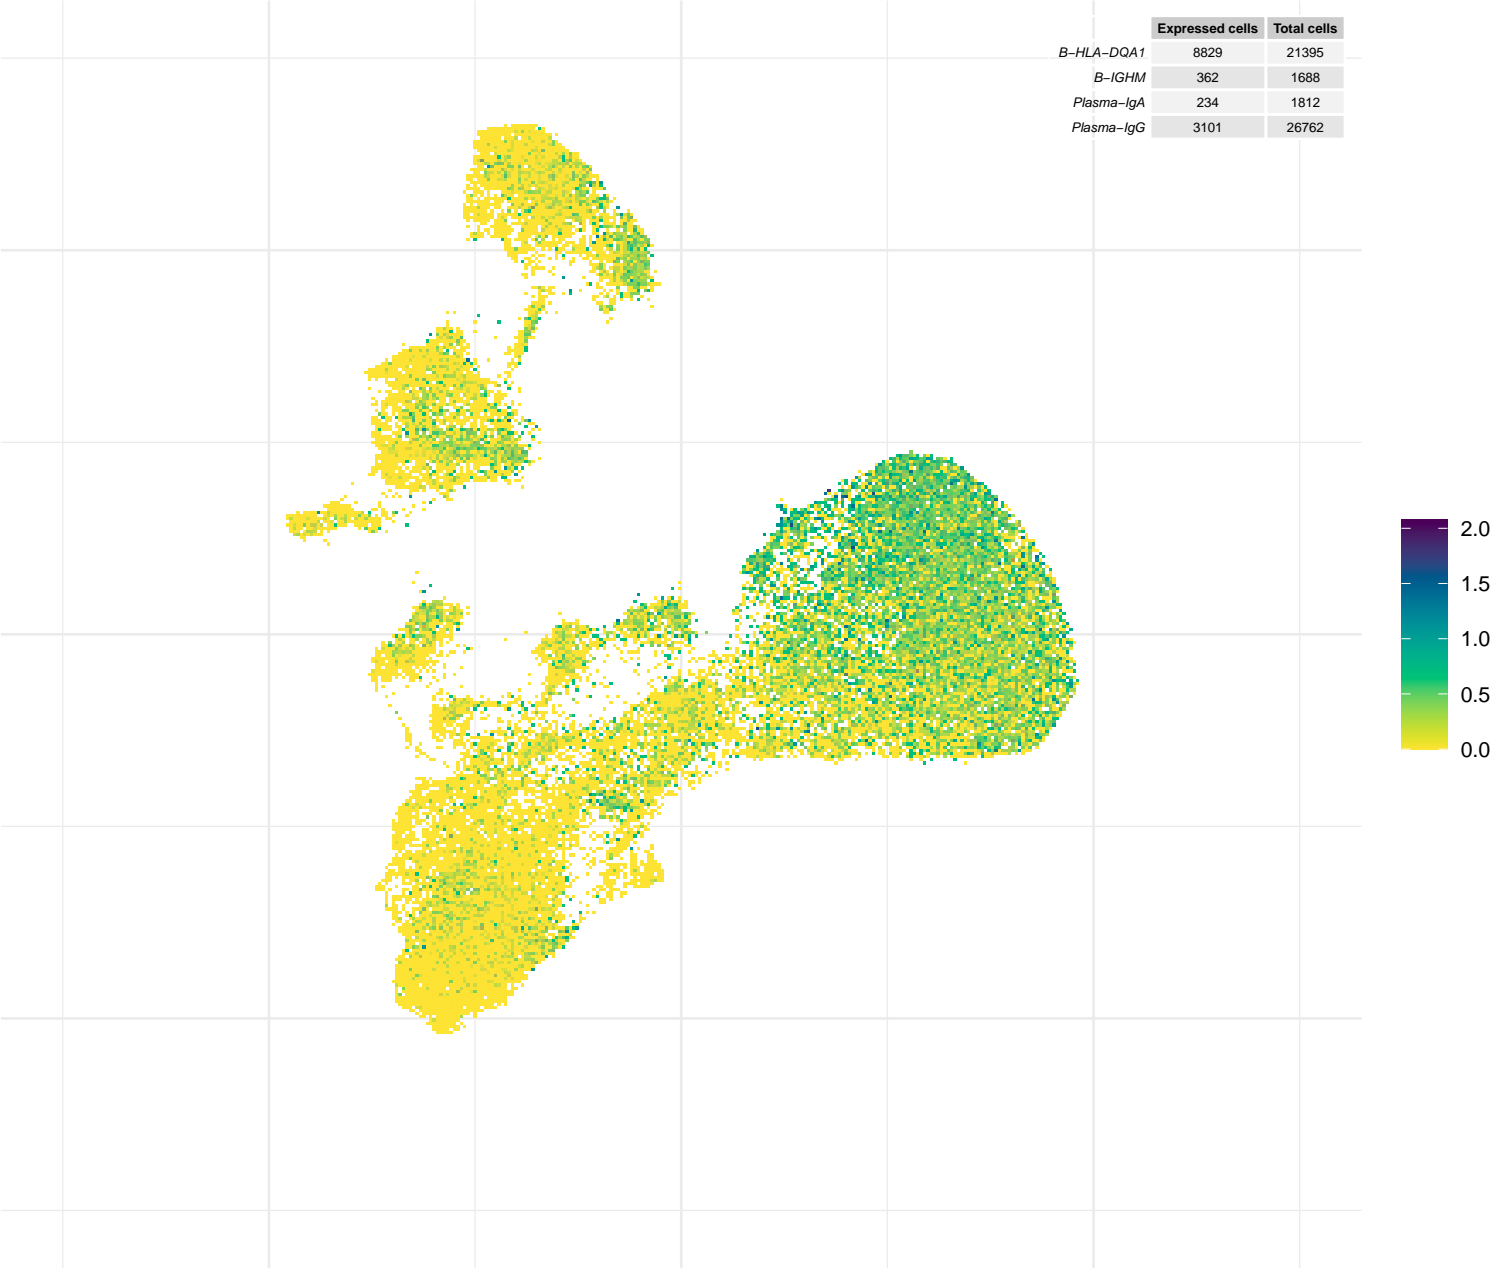 Expressed cells Total cells
B−HLA−DQA1 8829 21395
B−IGHM 362 1688
Plasma−IgA 234 1812
Plasma−IgG 3101 26762
2.0
1.5
1.0
0.5
0.0